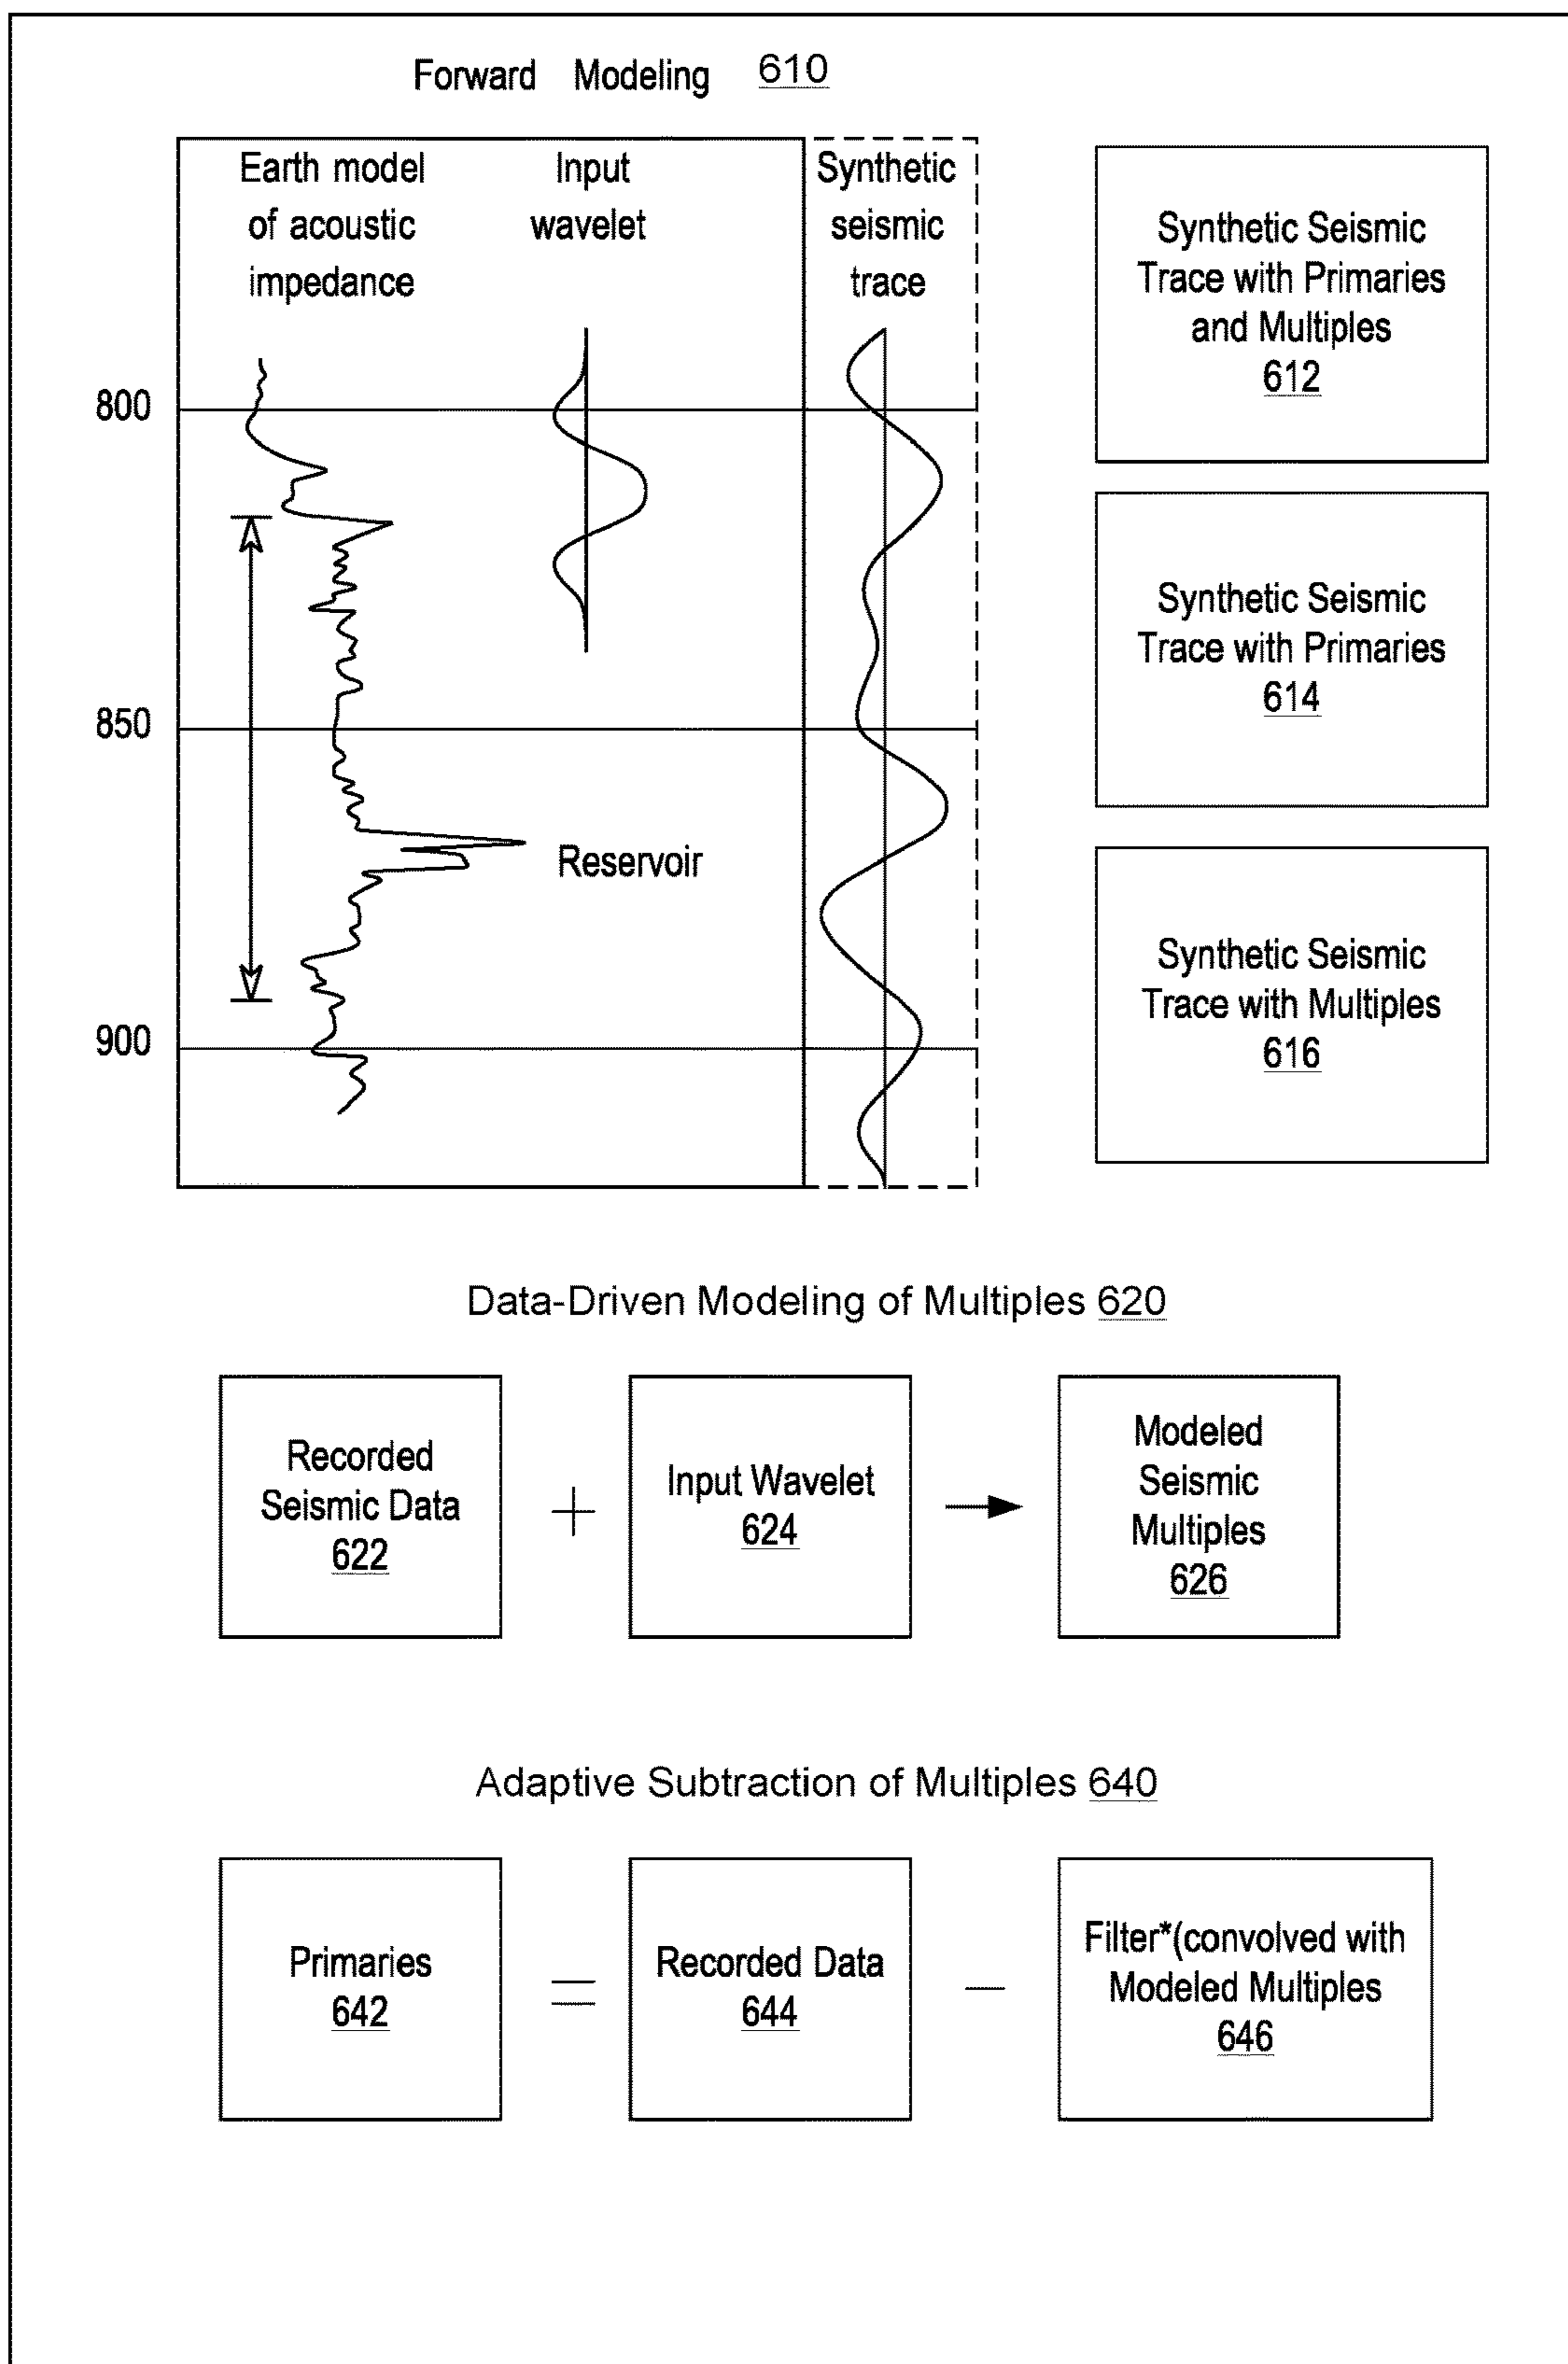 Forward Modeling 610
Earth model
of acoustic
impedance
Input
wavelet
Synthetic
seismic
trace
800
850
900
Reservoir
Synthetic Seismic
Trace with Primaries
and Multiples
612
Synthetic Seismic
Trace with Primaries
614
Synthetic Seismic
Trace with Multiples
616
Data-Driven Modeling of Multiples 620
Recorded
Seismic Data
622
+
Input Wavelet
624
Modeled
Seismic
Multiples
626
Adaptive Subtraction of Multiples 640
Primaries
642
=
Recorded Data
644
—
Filter*(convolved with
Modeled Multiples
646